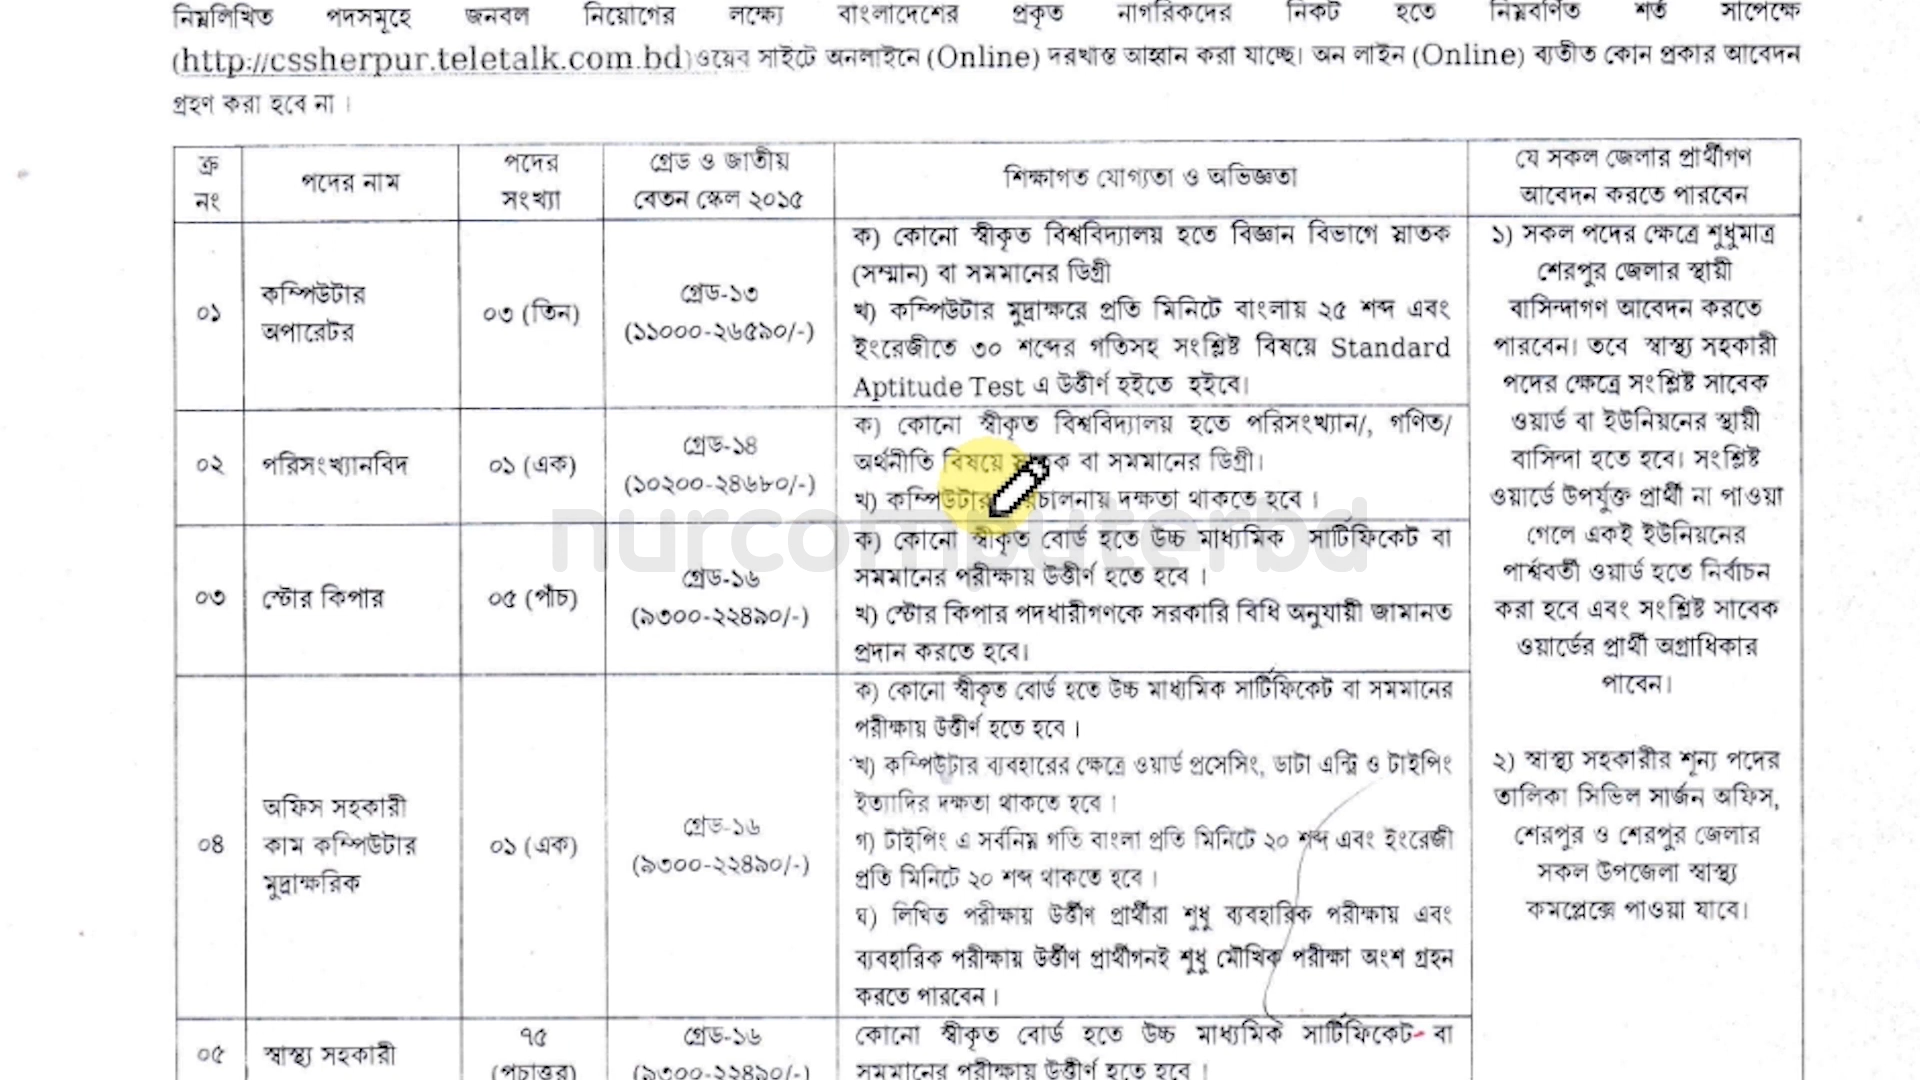 নিম্নলিখিত পদসমূহে জনবল নিয়োগের লক্ষ্যে বাংলাদেশের প্রকৃত নাগরিকদের নিকট হতে নিম্নবর্ণিত শর্ত সাপেক্ষে
(http://cssherpur.teletalk.com.bd)ওয়েব সাইটে অনলাইনে (Online) দরখাস্ত আহ্বান করা যাচ্ছে। অন লাইন (Online) ব্যতীত কোন প্রকার আবেদন
গ্রহণ করা হবে না ।
ক্র
নং
পদের নাম
পদের
সংখ্যা
গ্রেড ও জাতীয়
বেতন স্কেল ২০১৫
শিক্ষাগত যোগ্যতা ও অভিজ্ঞতা
যে সকল জেলার প্রার্থীগণ
আবেদন করতে পারবেন
০১
কম্পিউটার
অপারেটর
০৩ (তিন)
গ্রেড-১৩
(১১০০০-২৬৫৯০/-)
ক) কোনো স্বীকৃত বিশ্ববিদ্যালয় হতে বিজ্ঞান বিভাগে স্নাতক
(সম্মান) বা সমমানের ডিগ্রী
খ) কম্পিউটার মুদ্রাক্ষরে প্রতি মিনিটে বাংলায় ২৫ শব্দ এবং
ইংরেজীতে ৩০ শব্দের গতিসহ সংশ্লিষ্ট বিষয়ে Standard
Aptitude Test এ উত্তীর্ণ হইতে হইবে।
০২
পরিসংখ্যানবিদ
০১ (এক)
গ্রেড-১৪
(১০২০০-২৪৬৮০/-)
ক) কোনো স্বীকৃত বিশ্ববিদ্যালয় হতে পরিসংখ্যান/, গণিত/
অর্থনীতি বিষয়ে বা সমমানের ডিগ্রী।
খ) কম্পিউটার দক্ষতা থাকতে হবে ।
০৩
স্টোর কিপার
০৫ (পাঁচ)
গ্রেড-১৬
(৯৩০০-২২৪৯০/-)
ক) কোনো স্বীকৃত বোর্ড হতে উচ্চ মাধ্যমিক সার্টিফিকেট বা
সমমানের পরীক্ষায় উত্তীর্ণ হতে হবে ।
খ) স্টোর কিপার পদধারীগণকে সরকারি বিধি অনুযায়ী জামানত
প্রদান করতে হবে।
০৪
অফিস সহকারী
কাম কম্পিউটার
মুদ্রাক্ষরিক
০১ (এক)
গ্রেড-১৬
(৯৩০০-২২৪৯০/-)
ক) কোনো স্বীকৃত বোর্ড হতে উচ্চ মাধ্যমিক সার্টিফিকেট বা সমমানের
পরীক্ষায় উত্তীর্ণ হতে হবে ।
খ) কম্পিউটার ব্যবহারের ক্ষেত্রে ওয়ার্ড প্রসেসিং, ডাটা এন্ট্রি ও টাইপিং
ইত্যাদির দক্ষতা থাকতে হবে ।
গ) টাইপিং এ সর্বনিম্ন গতি বাংলা প্রতি মিনিটে ২০ শব্দ এবং ইংরেজী
প্রতি মিনিটে ২০ শব্দ থাকতে হবে ।
ঘ) লিখিত পরীক্ষায় উর্ত্তীণ প্রার্থীরা শুধু ব্যবহারিক পরীক্ষায় এবং
ব্যবহারিক পরীক্ষায় উর্ত্তীণ প্রার্থীগনই শুধু মৌখিক পরীক্ষা অংশ গ্রহন
করতে পারবেন ।
০৫
স্বাস্থ্য সহকারী
৭৫
(পচাত্তর)
গ্রেড-১৬
(৯৩০০-২২৪৯০/-)
কোনো স্বীকৃত বোর্ড হতে উচ্চ মাধ্যমিক সার্টিফিকেট বা
সমমানের পরীক্ষায় উত্তীর্ণ হতে হবে ।
১) সকল পদের ক্ষেত্রে শুধুমাত্র
শেরপুর জেলার স্থায়ী
বাসিন্দাগণ আবেদন করতে
পারবেন। তবে স্বাস্থ্য সহকারী
পদের ক্ষেত্রে সংশ্লিষ্ট সাবেক
ওয়ার্ড বা ইউনিয়নের স্থায়ী
বাসিন্দা হতে হবে। সংশ্লিষ্ট
ওয়ার্ডে উপর্যুক্ত প্রার্থী না পাওয়া
গেলে একই ইউনিয়নের
পার্শ্ববর্তী ওয়ার্ড হতে নির্বাচন
করা হবে এবং সংশ্লিষ্ট সাবেক
ওয়ার্ডের প্রার্থী অগ্রাধিকার
পাবেন।
২) স্বাস্থ্য সহকারীর শূন্য পদের
তালিকা সিভিল সার্জন অফিস,
শেরপুর ও শেরপুর জেলার
সকল উপজেলা স্বাস্থ্য
কমপ্লেক্সে পাওয়া যাবে।
nurcomputerbd